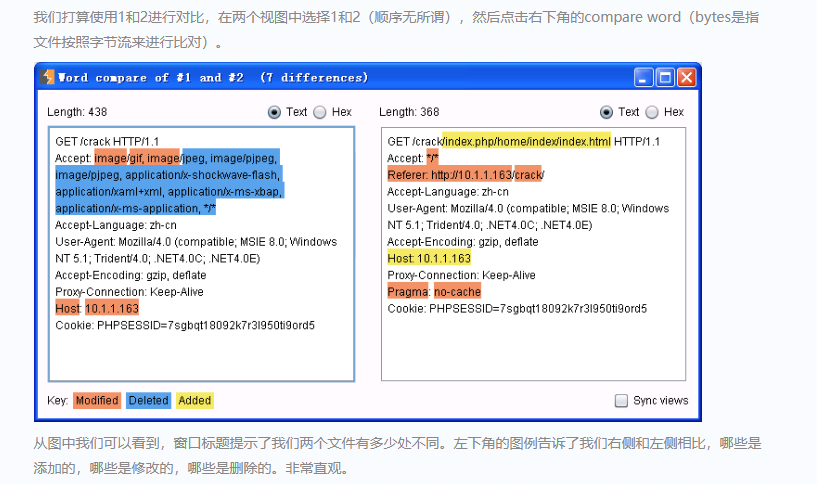 我们打算使用1和2进行对比，在两个视图中选择1和2（顺序无所谓），然后点击右下角的compare word（bytes是指
文件按照字节流来进行比对）。
Word compare of #1 and #2 (7 differences)
Length: 438 Text Hex
GET /crack HTTP/1.1
Accept: image/gif, image/jpeg, image/pjpeg,
image/pjpeg, application/x-shockwave-flash,
application/xaml+xml, application/x-ms-xbap,
application/x-ms-application, */*
Accept-Language: zh-cn
User-Agent: Mozilla/4.0 (compatible; MSIE 8.0; Windows
NT 5.1; Trident/4.0; .NET4.0C; .NET4.0E)
Accept-Encoding: gzip, deflate
Proxy-Connection: Keep-Alive
Host: 10.1.1.163
Cookie: PHPSESSID=7sgbqt18092k7r3l950ti9ord5
Length: 368 Text Hex
GET /crack/index.php/home/index/index.html HTTP/1.1
Accept: */*
Referer: http://10.1.1.163/crack/
Accept-Language: zh-cn
User-Agent: Mozilla/4.0 (compatible; MSIE 8.0; Windows
NT 5.1; Trident/4.0; .NET4.0C; .NET4.0E)
Accept-Encoding: gzip, deflate
Host: 10.1.1.163
Proxy-Connection: Keep-Alive
Pragma: no-cache
Cookie: PHPSESSID=7sgbqt18092k7r3l950ti9ord5
Key: Modified Deleted Added
Sync views
从图中我们可以看到，窗口标题提示了我们两个文件有多少处不同。左下角的图例告诉了我们右侧和左侧相比，哪些是
添加的，哪些是修改的，哪些是删除的。非常直观。